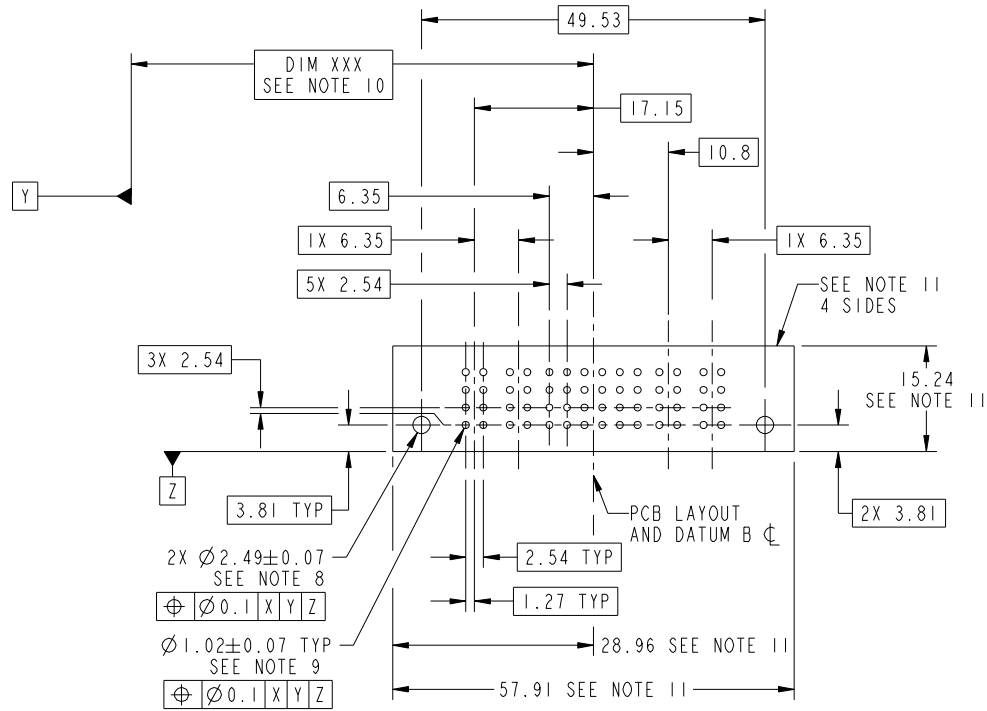 49.53
DIM XXX
SEE NOTE 10
17.15
10.8
Y
6.35
1X 6.35
1X 6.35
5X 2.54
SEE NOTE 11
4 SIDES
3X 2.54
15.24
SEE NOTE 11
Z
3.81 TYP
PCB LAYOUT
AND DATUM B ℄
2X 3.81
2X Ø2.49±0.07
SEE NOTE 8
⌖ Ø0.1 X Y Z
2.54 TYP
1.27 TYP
Ø1.02±0.07 TYP
SEE NOTE 9
⌖ Ø0.1 X Y Z
28.96 SEE NOTE 11
57.91 SEE NOTE 11